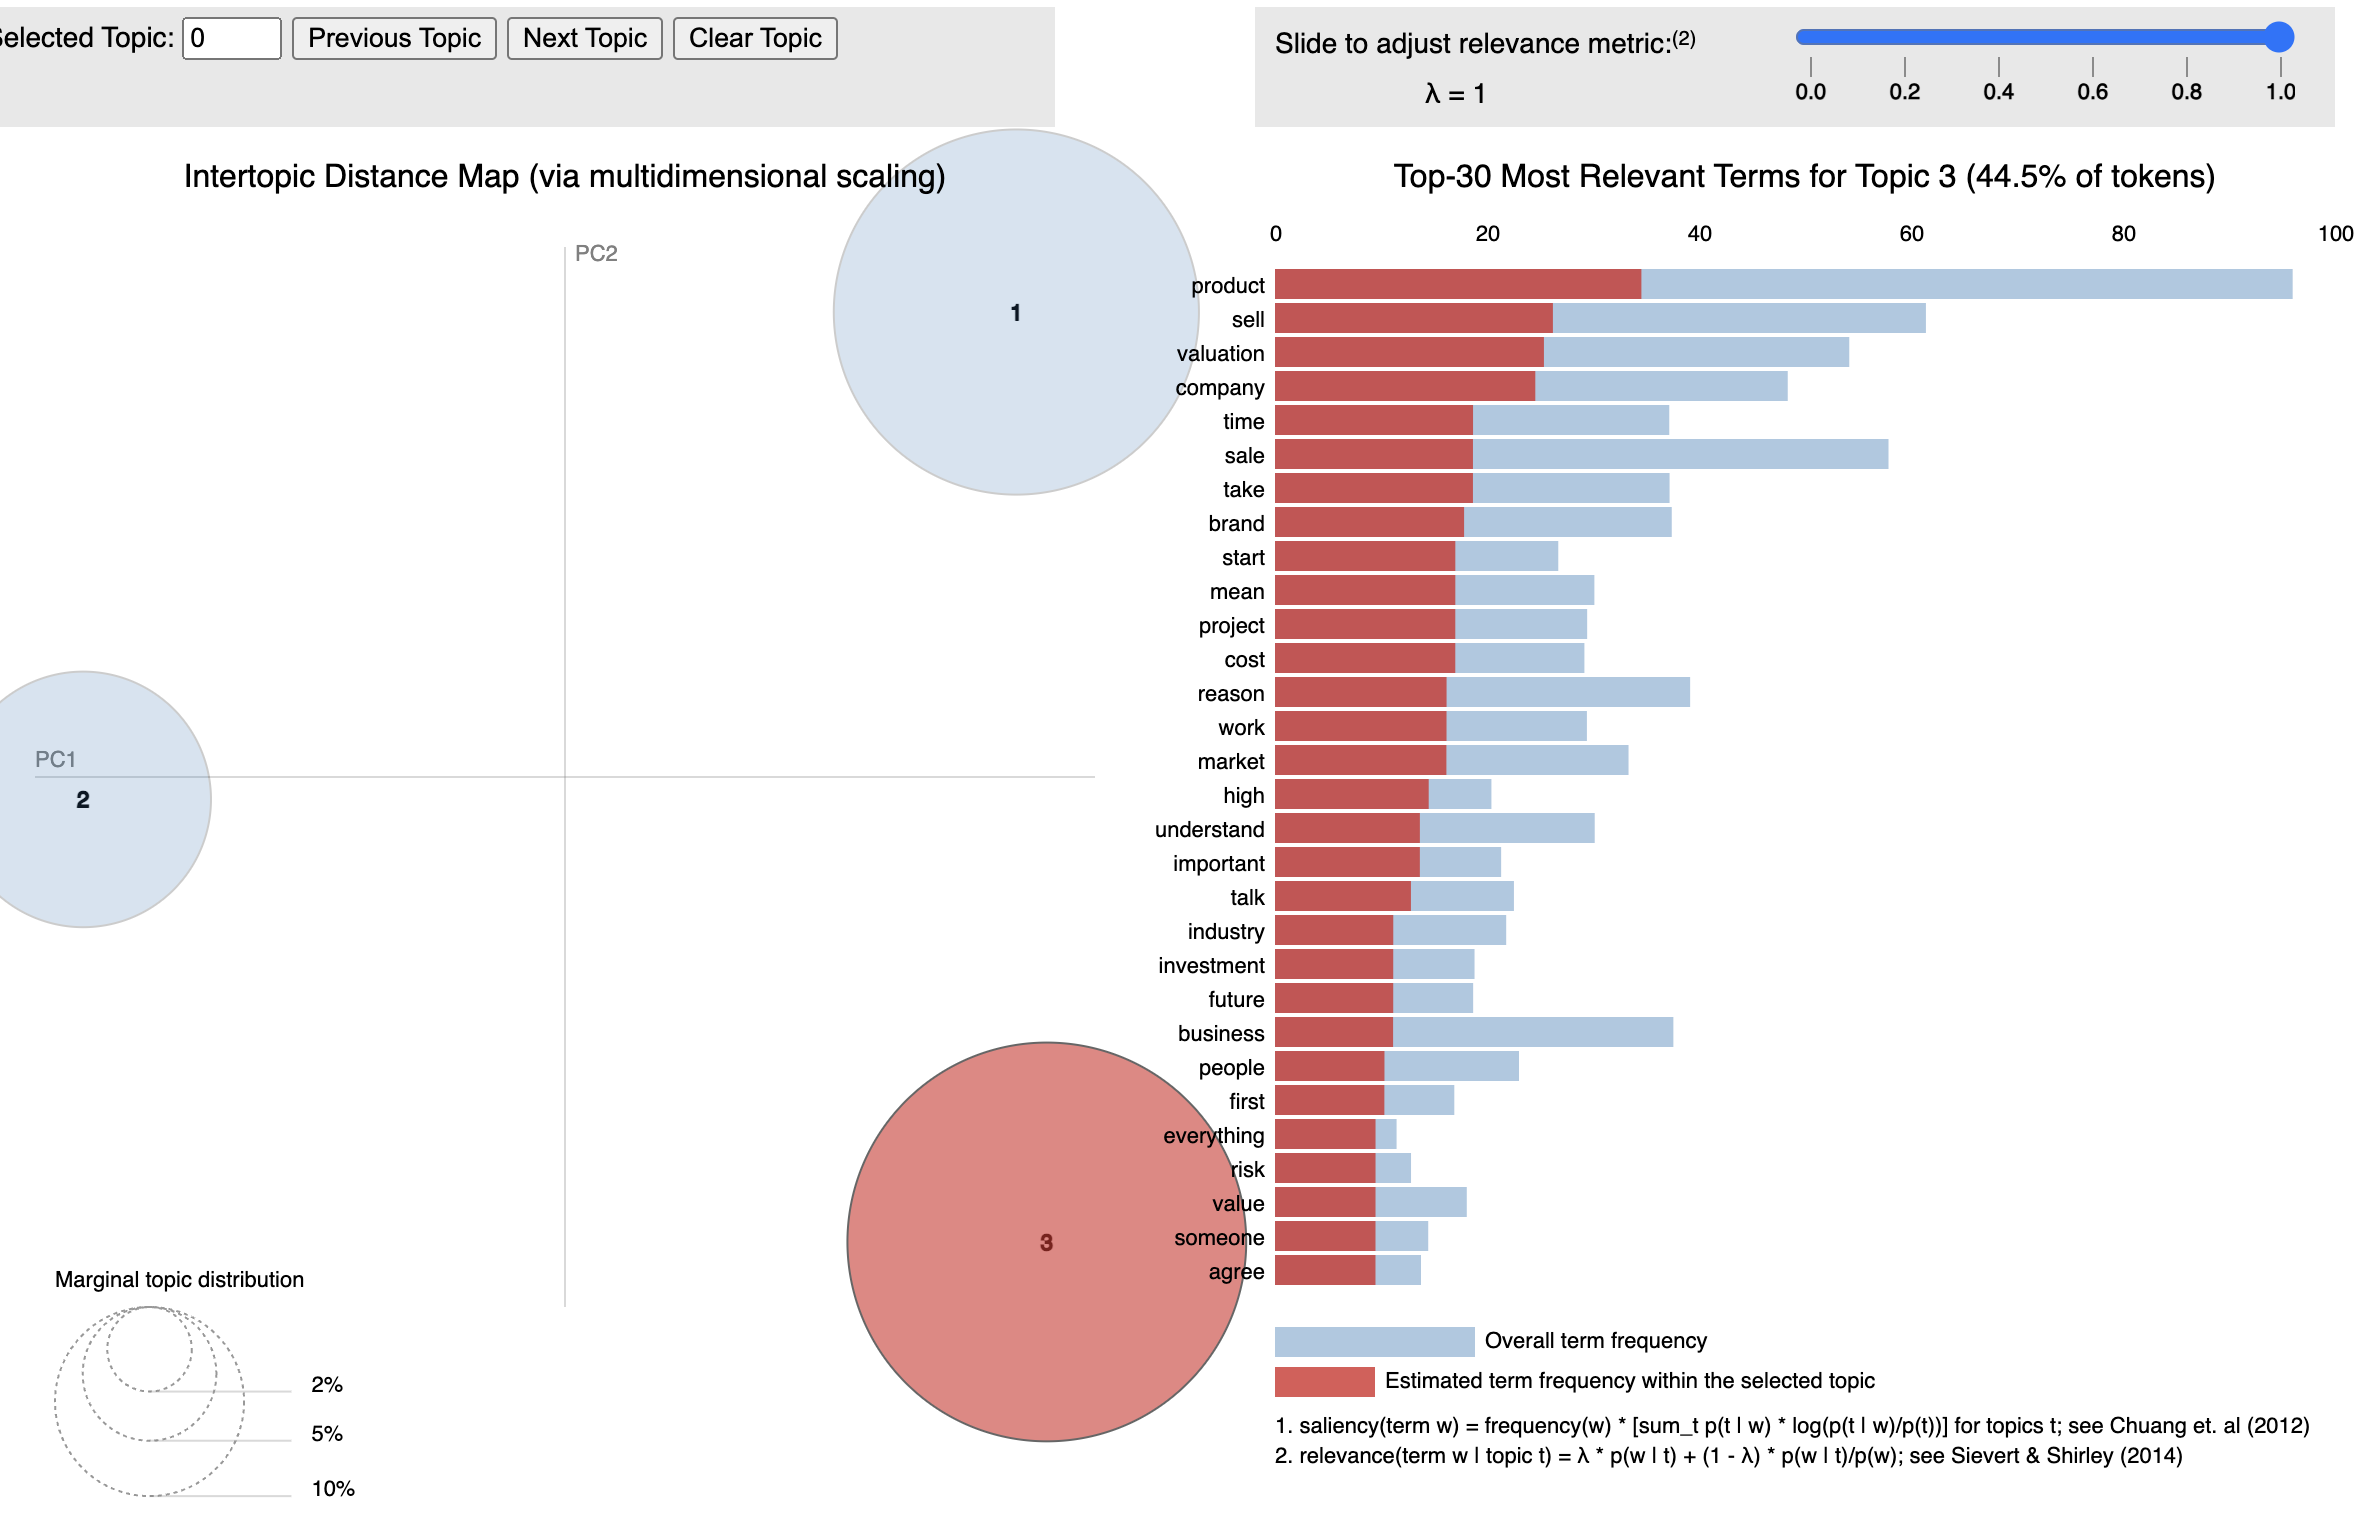 elected Topic: 0 Previous Topic Next Topic Clear Topic
Slide to adjust relevance metric:(2)
λ = 1
0.0 0.2 0.4 0.6 0.8 1.0
Intertopic Distance Map (via multidimensional scaling)
PC2
1
PC1
2
3
Marginal topic distribution
2%
5%
10%
Top-30 Most Relevant Terms for Topic 3 (44.5% of tokens)
0 20 40 60 80 100
product
sell
valuation
company
time
sale
take
brand
start
mean
project
cost
reason
work
market
high
understand
important
talk
industry
investment
future
business
people
first
everything
risk
value
someone
agree
Overall term frequency
Estimated term frequency within the selected topic
1. saliency(term w) = frequency(w) * [sum_t p(t | w) * log(p(t | w)/p(t))] for topics t; see Chuang et. al (2012)
2. relevance(term w | topic t) = λ * p(w | t) + (1 - λ) * p(w | t)/p(w); see Sievert & Shirley (2014)